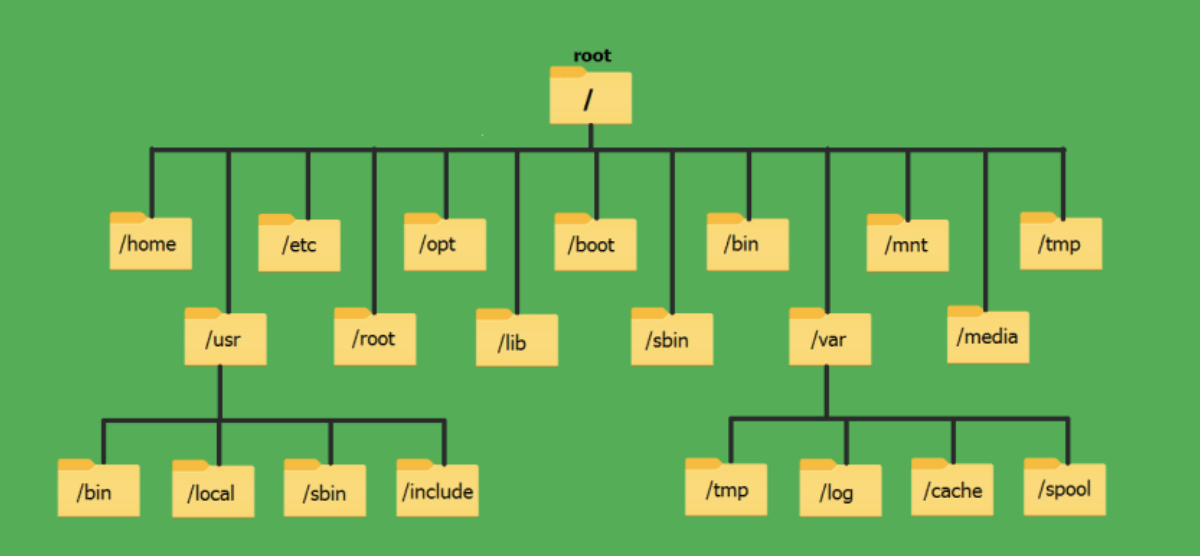 root
/
/home
/etc
/opt
/boot
/bin
/mnt
/tmp
/usr
/root
/lib
/sbin
/var
/media
/bin
/local
/sbin
/include
/tmp
/log
/cache
/spool